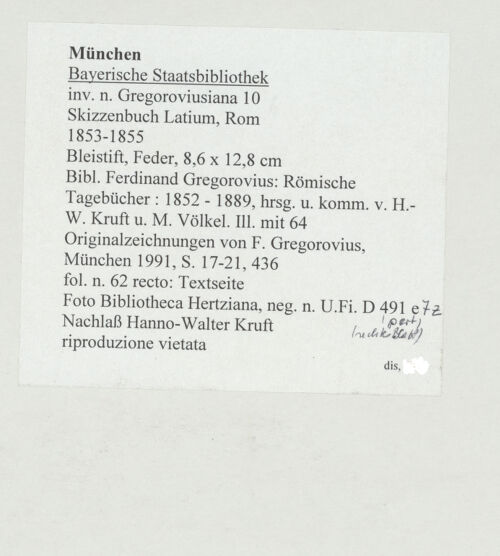 München
Bayerische Staatsbibliothek
inv. n. Gregoroviusiana 10
Skizzenbuch Latium, Rom
1853-1855
Bleistift, Feder, 8,6 x 12,8 cm
Bibl. Ferdinand Gregorovius: Römische
Tagebücher : 1852 - 1889, hrsg. u. komm. v. H.-
W. Kruft u. M. Völkel. Ill. mit 64
Originalzeichnungen von F. Gregorovius,
München 1991, S. 17-21, 436
fol. n. 62 recto: Textseite
Foto Bibliotheca Hertziana, neg. n. U.Fi. D 491 e7z
Nachlaß Hanno-Walter Kruft
riproduzione vietata
dis,